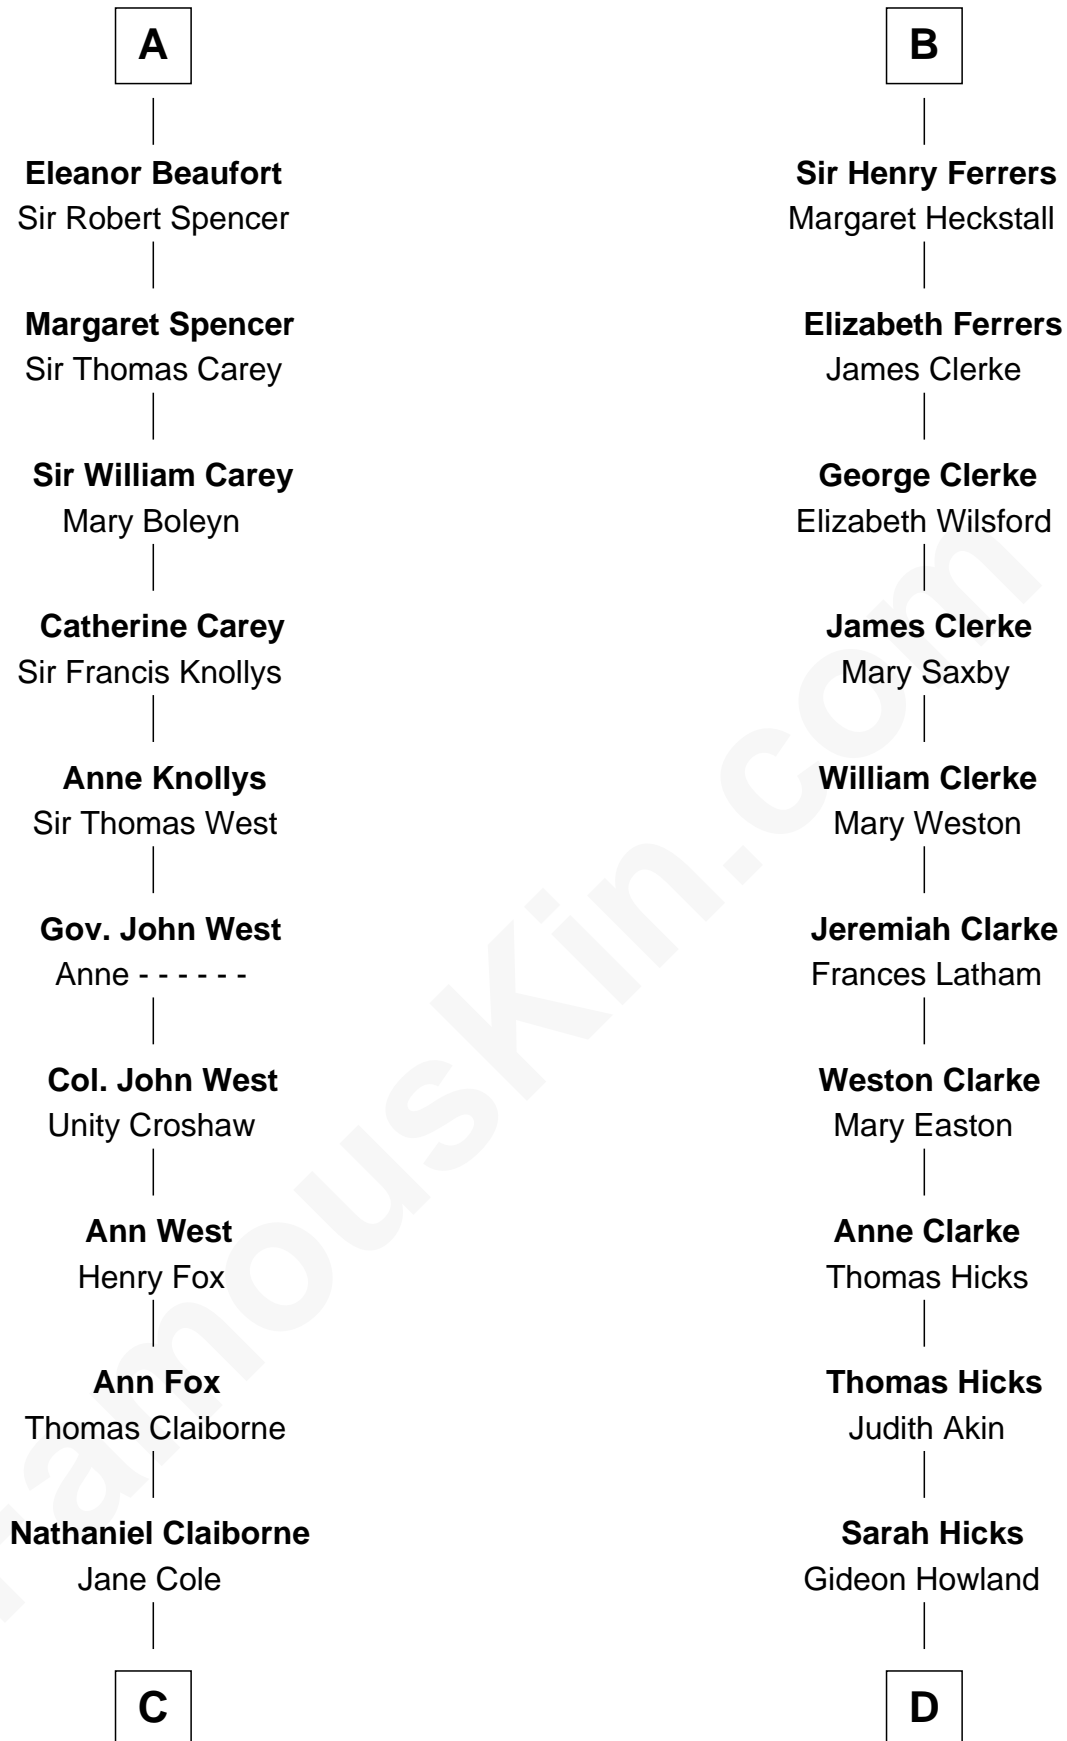 A
Eleanor Beaufort
Sir Robert Spencer
Margaret Spencer
Sir Thomas Carey
Sir William Carey
Mary Boleyn
Catherine Carey
Sir Francis Knollys
Anne Knollys
Sir Thomas West
Gov. John West
Anne - - - - - -
Col. John West
Unity Croshaw
Ann West
Henry Fox
Ann Fox
Thomas Claiborne
Nathaniel Claiborne
Jane Cole
C
B
Sir Henry Ferrers
Margaret Heckstall
Elizabeth Ferrers
James Clerke
George Clerke
Elizabeth Wilsford
James Clerke
Mary Saxby
William Clerke
Mary Weston
Jeremiah Clarke
Frances Latham
Weston Clarke
Mary Easton
Anne Clarke
Thomas Hicks
Thomas Hicks
Judith Akin
Sarah Hicks
Gideon Howland
D
FamousKin.com